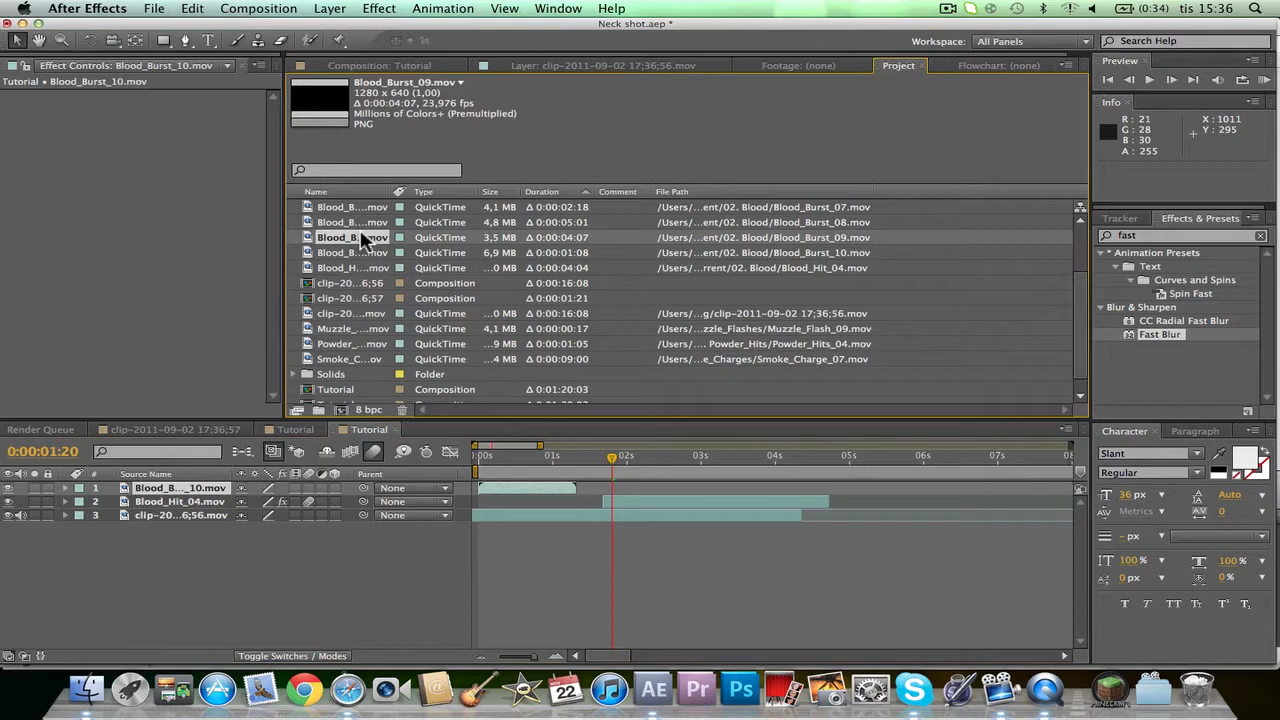 After Effects File Edit Composition Layer Effect Animation View Window Help (0:34) tis 15:36
Neck shot.aep *
Workspace: All Panels Search Help
Effect Controls: Blood_Burst_10.mov Composition: Tutorial Layer: clip-2011-09-02 17;36;56.mov Footage: (none) Project Flowchart: (none) Preview
Tutorial • Blood_Burst_10.mov
Blood_Burst_09.mov
1280 x 640 (1,00)
Δ 0:00:04:07, 23,976 fps
Millions of Colors+ (Premultiplied)
PNG
Info
R: 21 X: 1011
G: 28 Y: 295
B: 30
A: 255
Name Type Size Duration Comment File Path
Blood_B....mov QuickTime 4,1 MB Δ 0:00:02:18 /Users/...ent/02. Blood/Blood_Burst_07.mov
Blood_B....mov QuickTime 4,8 MB Δ 0:00:05:01 /Users/...ent/02. Blood/Blood_Burst_08.mov
Blood_B....mov QuickTime 3,5 MB Δ 0:00:04:07 /Users/...ent/02. Blood/Blood_Burst_09.mov
Blood_B....mov QuickTime 6,9 MB Δ 0:00:01:08 /Users/...ent/02. Blood/Blood_Burst_10.mov
Blood_H....mov QuickTime ...0 MB Δ 0:00:04:04 /Users/...rrent/02. Blood/Blood_Hit_04.mov
clip-20...6;56 Composition Δ 0:00:16:08
clip-20...6;57 Composition Δ 0:00:01:21
clip-20....mov QuickTime ...0 MB Δ 0:00:16:08 /Users/...g/clip-2011-09-02 17;36;56.mov
Muzzle_....mov QuickTime 4,1 MB Δ 0:00:00:17 /Users/...zzle_Flashes/Muzzle_Flash_09.mov
Powder_....mov QuickTime ...9 MB Δ 0:00:01:05 /Users/.... Powder_Hits/Powder_Hits_04.mov
Smoke_C...ov QuickTime ...4 MB Δ 0:00:09:00 /Users/...e_Charges/Smoke_Charge_07.mov
Solids Folder
Tutorial Composition Δ 0:01:20:03
8 bpc
Tracker Effects & Presets
fast
* Animation Presets
Text
Curves and Spins
Spin Fast
Blur & Sharpen
CC Radial Fast Blur
Fast Blur
Render Queue clip-2011-09-02 17;36;57 Tutorial Tutorial
0:00:01:20
:00s 01s 02s 03s 04s 05s 06s 07s 08
# Source Name Parent
1 Blood_B..._10.mov None
2 Blood_Hit_04.mov None
3 clip-20...6;56.mov None
Toggle Switches / Modes
Character Paragraph
Slant
Regular
36 px Auto
Metrics 0
- px
100 % 100 %
0 px 0 %
T T TT Tr T¹ T₁
NOV
22
AE Pr Ps
MINECRAFT